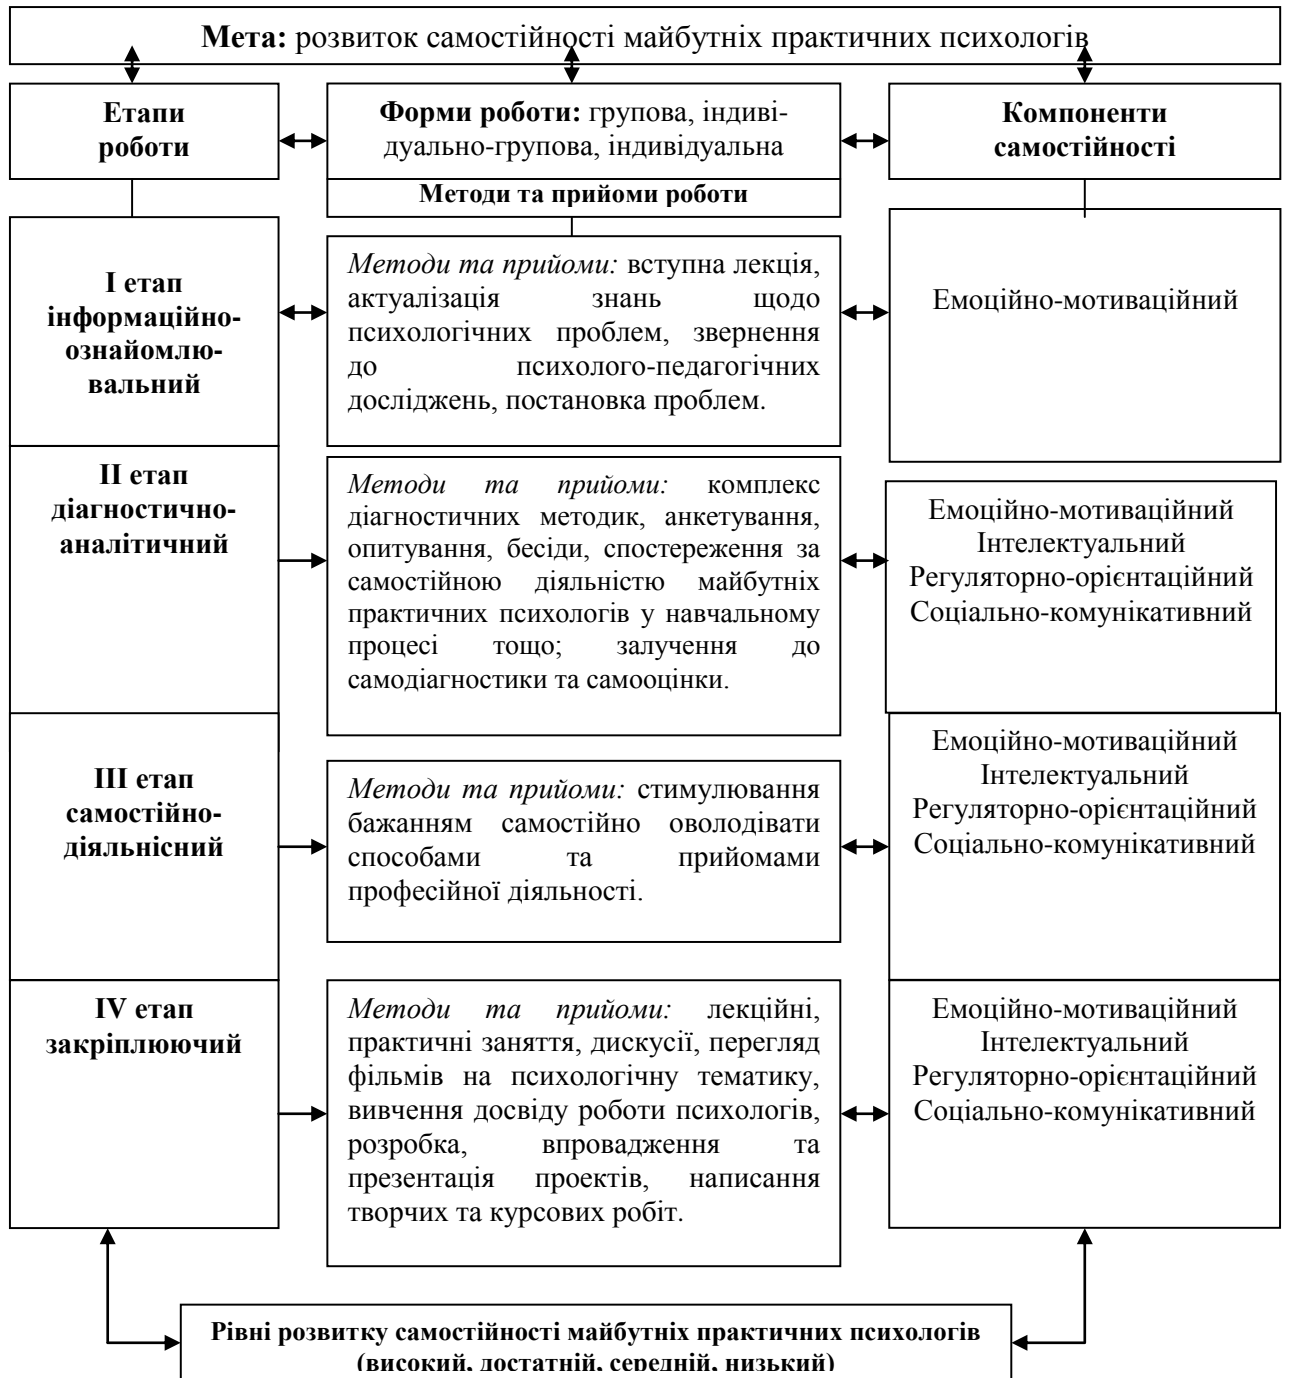 Мета: розвиток самостійності майбутніх практичних психологів
Етапи
роботи
Форми роботи: групова, індиві-
дуально-групова, індивідуальна
Методи та прийоми роботи
Компоненти
самостійності
І етап
інформаційно-
ознайомлю-
вальний
Методи та прийоми: вступна лекція,
актуалізація знань щодо
психологічних проблем, звернення
до психолого-педагогічних
досліджень, постановка проблем.
Емоційно-мотиваційний
ІІ етап
діагностично-
аналітичний
Методи та прийоми: комплекс
діагностичних методик, анкетування,
опитування, бесіди, спостереження за
самостійною діяльністю майбутніх
практичних психологів у навчальному
процесі тощо; залучення до
самодіагностики та самооцінки.
Емоційно-мотиваційний
Інтелектуальний
Регуляторно-орієнтаційний
Соціально-комунікативний
ІІІ етап
самостійно-
діяльнісний
Методи та прийоми: стимулювання
бажанням самостійно оволодівати
способами та прийомами
професійної діяльності.
Емоційно-мотиваційний
Інтелектуальний
Регуляторно-орієнтаційний
Соціально-комунікативний
IV етап
закріплюючий
Методи та прийоми: лекційні,
практичні заняття, дискусії, перегляд
фільмів на психологічну тематику,
вивчення досвіду роботи психологів,
розробка, впровадження та
презентація проектів, написання
творчих та курсових робіт.
Емоційно-мотиваційний
Інтелектуальний
Регуляторно-орієнтаційний
Соціально-комунікативний
Рівні розвитку самостійності майбутніх практичних психологів
(високий, достатній, середній, низький)